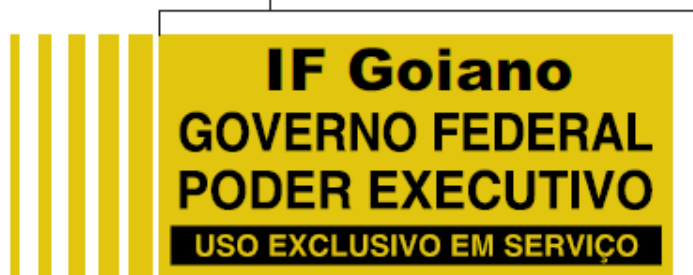 IF Goiano
GOVERNO FEDERAL
PODER EXECUTIVO
USO EXCLUSIVO EM SERVIÇO